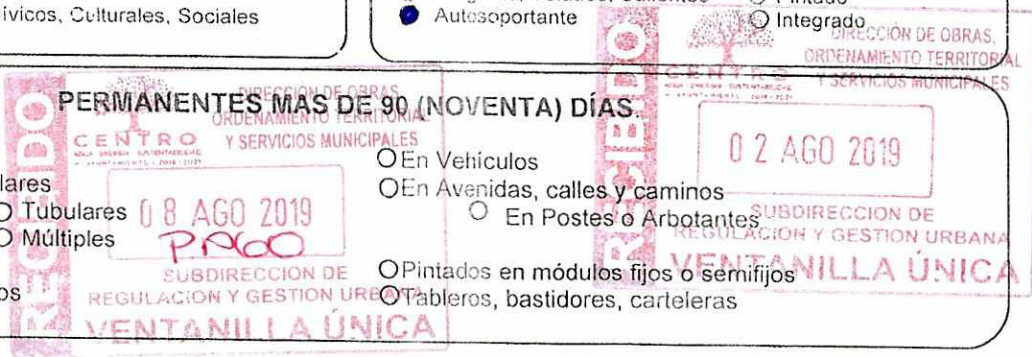 ívicos, Culturales, Sociales
Autosoportante
Integrado
DIRECCIÓN DE OBRAS,
ORDENAMIENTO TERRITORIAL
Y SERVICIOS MUNICIPALES
CENTRO
RECIBIDO
02 AGO 2019
SUBDIRECCION DE
REGULACION Y GESTION URBANA
VENTANILLA ÚNICA
PERMANENTES MAS DE 90 (NOVENTA) DÍAS.
DIRECCIÓN DE OBRAS,
ORDENAMIENTO TERRITORIAL
Y SERVICIOS MUNICIPALES
CENTRO
RECIBIDO
08 AGO 2019
PAGO
SUBDIRECCION DE
REGULACION Y GESTION URBANA
VENTANILLA ÚNICA
lares
Tubulares
Múltiples
os
En Vehículos
En Avenidas, calles y caminos
En Postes o Arbotantes
Pintados en módulos fijos o semifijos
Tableros, bastidores, carteleras